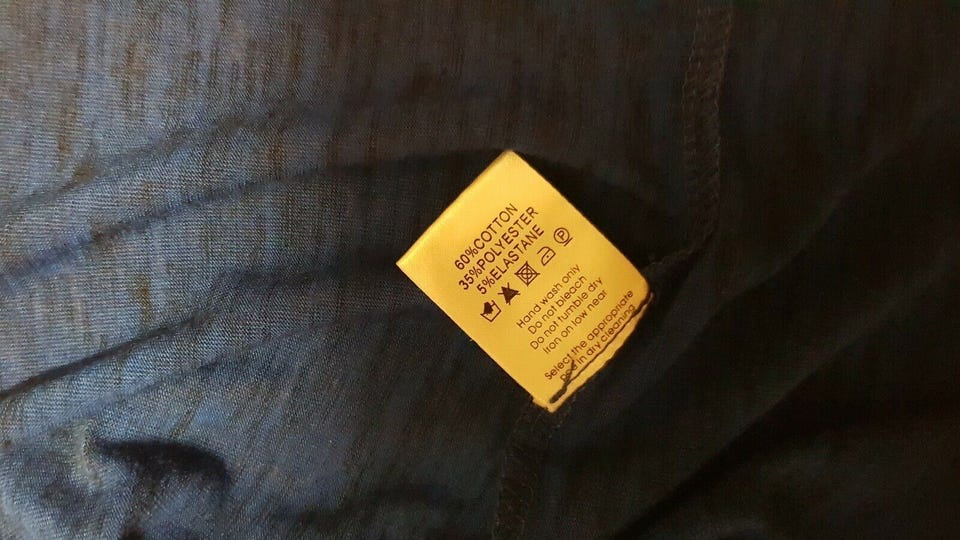 60%COTTON
35%POLYESTER
5%ELASTANE
P
Hand wash only
Do not bleach
Do not tumble dry
Iron on low near
Select the appropriate
in dry cleaning